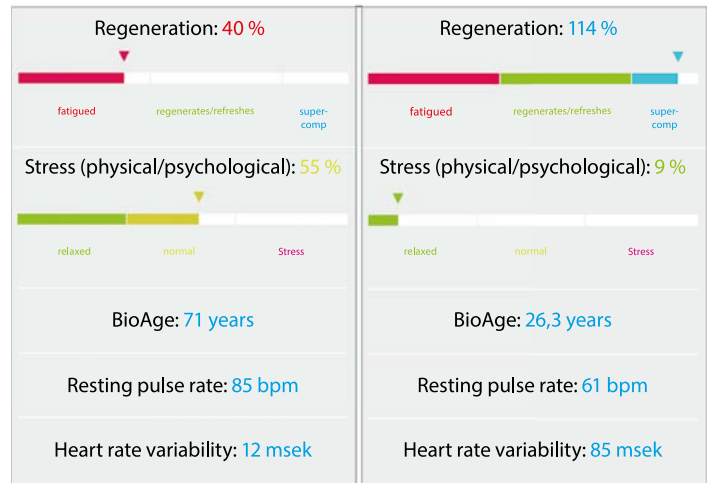 Regeneration: 40 %
fatigued
regenerates/refreshes
super-
comp
Stress (physical/psychological): 55 %
relaxed
normal
Stress
BioAge: 71 years
Resting pulse rate: 85 bpm
Heart rate variability: 12 msek
Regeneration: 114 %
fatigued
regenerates/refreshes
super-
comp
Stress (physical/psychological): 9 %
relaxed
normal
Stress
BioAge: 26,3 years
Resting pulse rate: 61 bpm
Heart rate variability: 85 msek